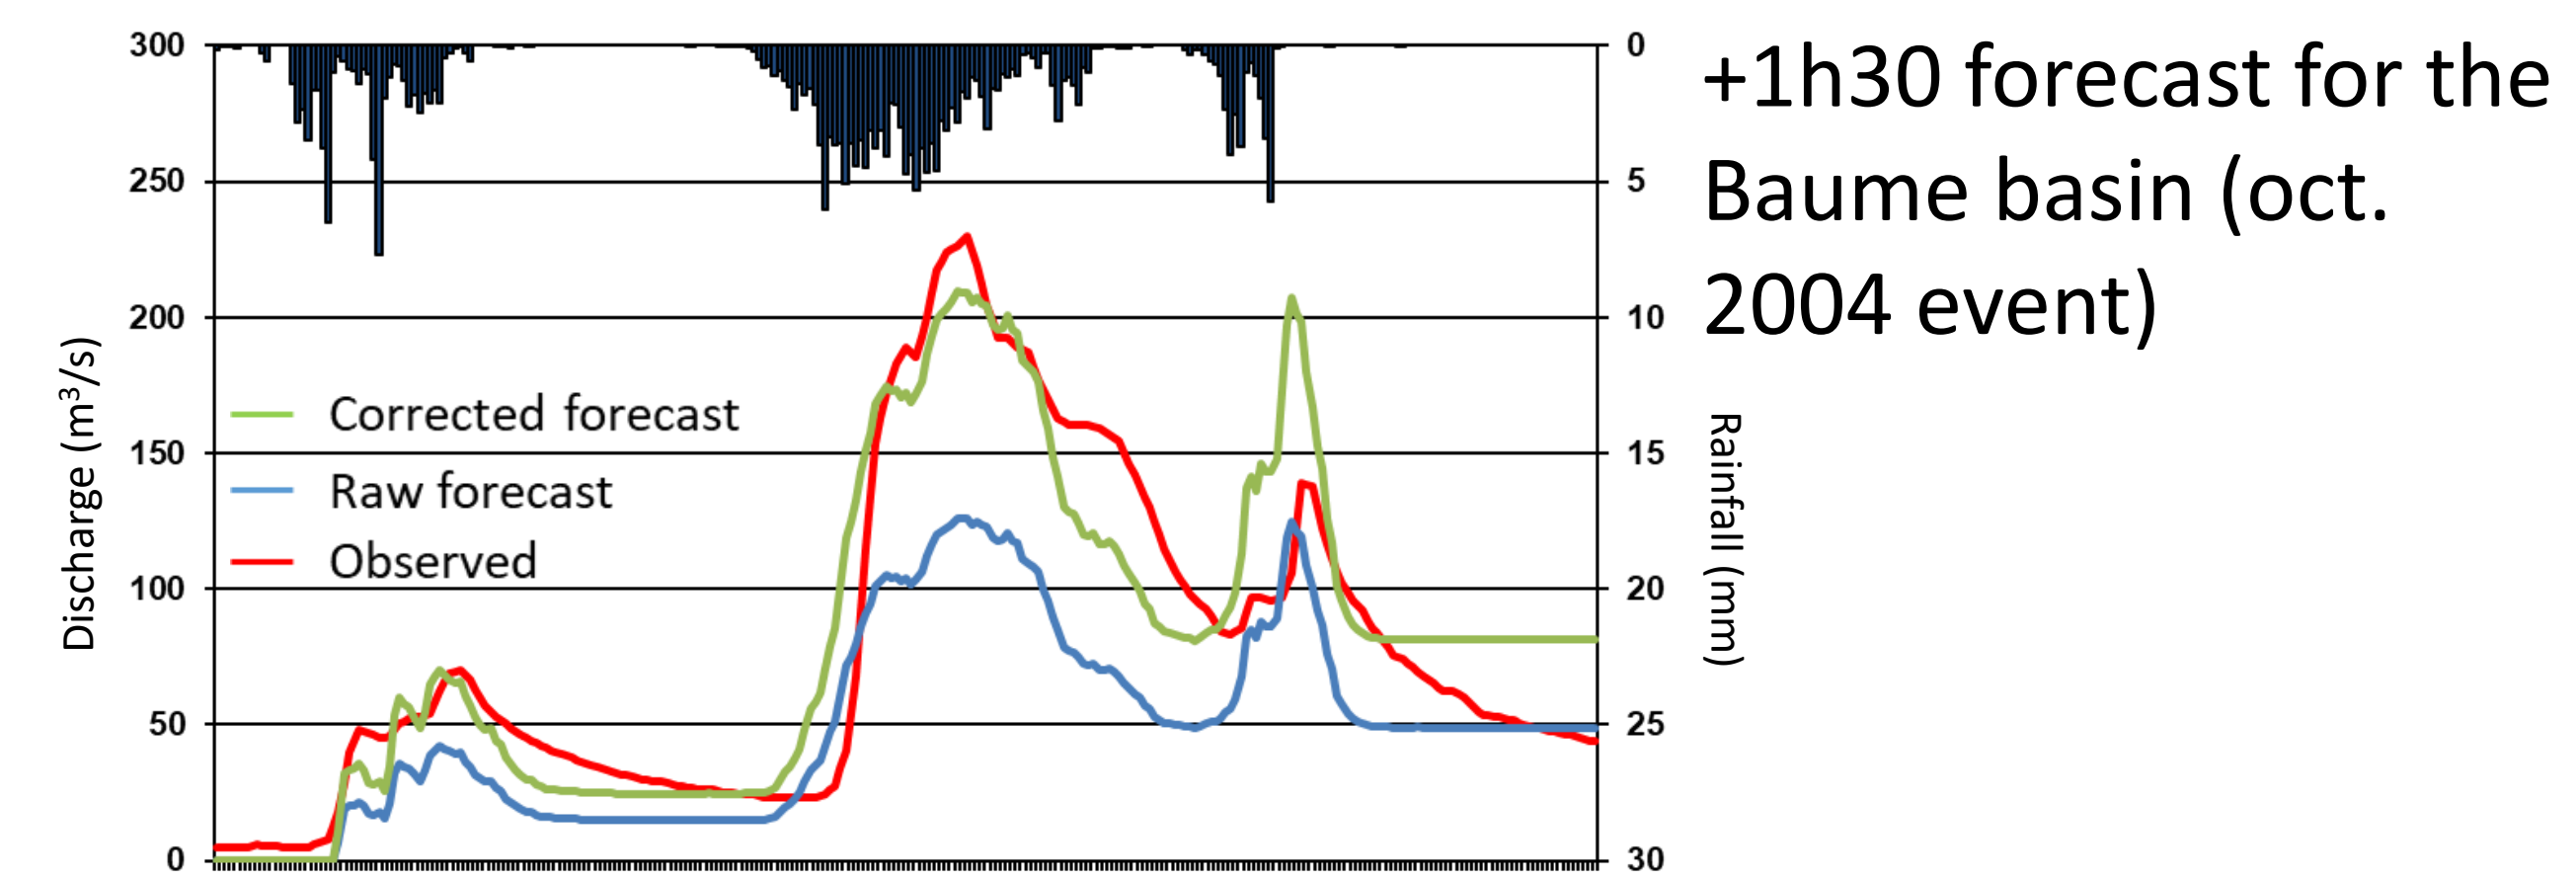 +1h30 forecast for the
Baume basin (oct.
2004 event)
300
250
200
150
100
50
0
Discharge (m³/s)
Corrected forecast
Raw forecast
Observed
0
5
10
15
20
25
30
Rainfall (mm)